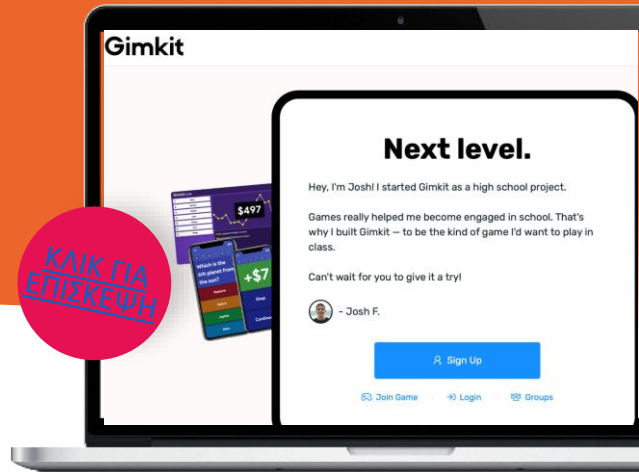 Gimkit
Next level.
Hey, I'm Josh! I started Gimkit as a high school project.
Games really helped me become engaged in school. That's
why I built Gimkit — to be the kind of game I'd want to play in
class.
Can't wait for you to give it a try!
- Josh F.
Sign Up
Join Game
Login
Groups
$497
Which is the
5th planet from
the sun?
+$7
Shop
Continue
ΚΛΙΚ ΓΙΑ
ΕΠΙΣΚΕΨΗ